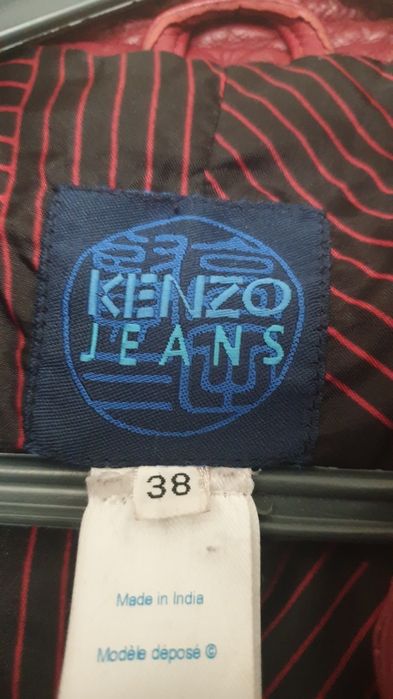 KENZO
JEANS
38
Made in India
Modèle déposé ©